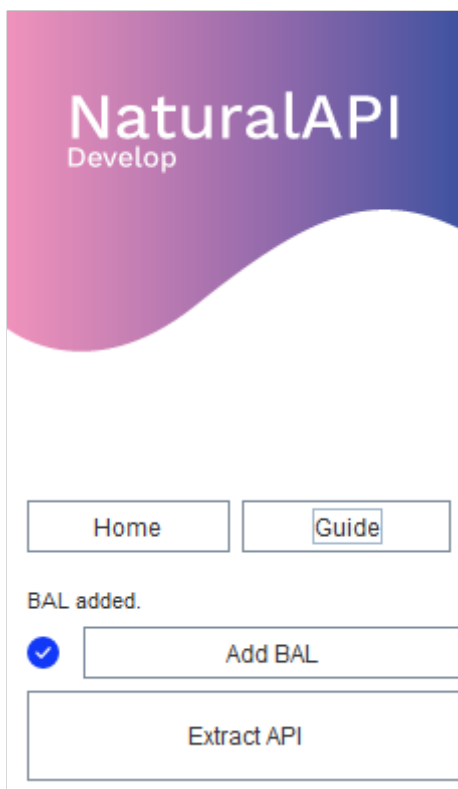 NaturalAPI
Develop
Home Guide
BAL added.
Add BAL
Extract API